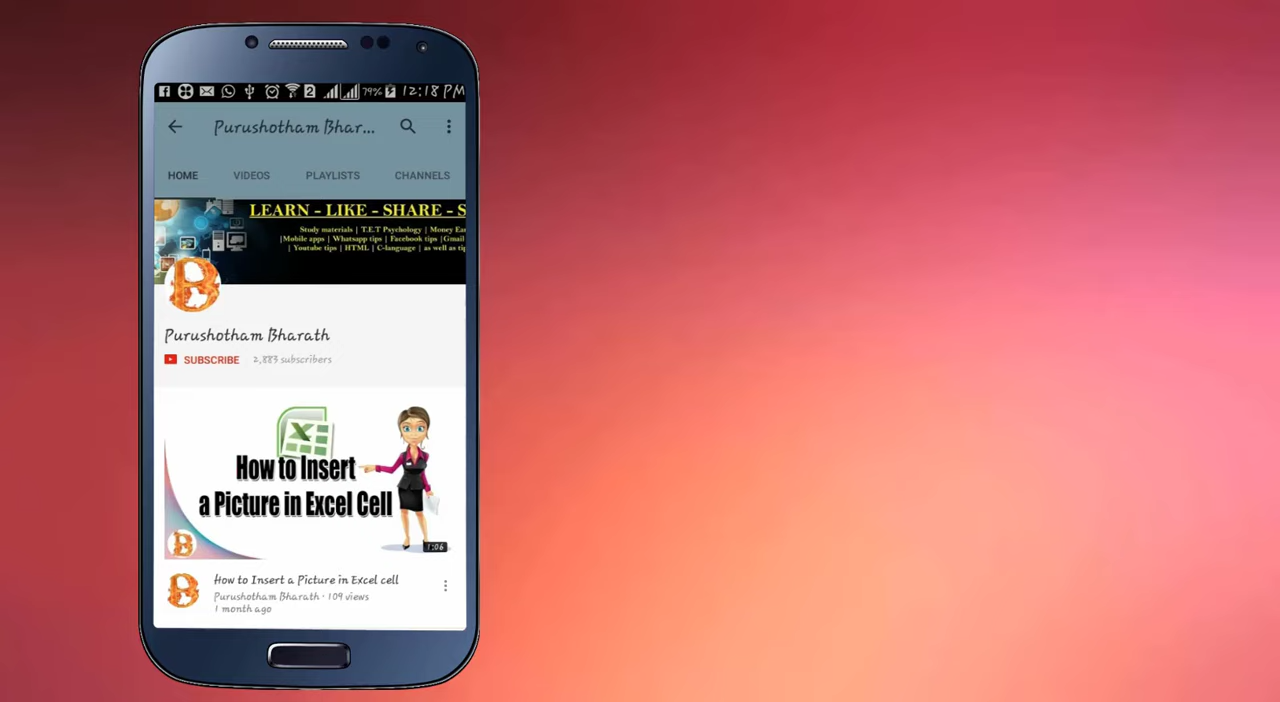 79% 12:18 PM
Purushotham Bhar...
HOME VIDEOS PLAYLISTS CHANNELS
LEARN - LIKE - SHARE - S
Study materials | T.E.T Psychology | Money Ea
|Mobile apps | Whatsapp tips | Facebook tips |Gmail
| Youtube tips | HTML | C-language | as well as tip
B
Purushotham Bharath
SUBSCRIBE 2,883 subscribers
How to Insert
a Picture in Excel Cell
1:06
How to Insert a Picture in Excel cell
Purushotham Bharath · 109 views
1 month ago